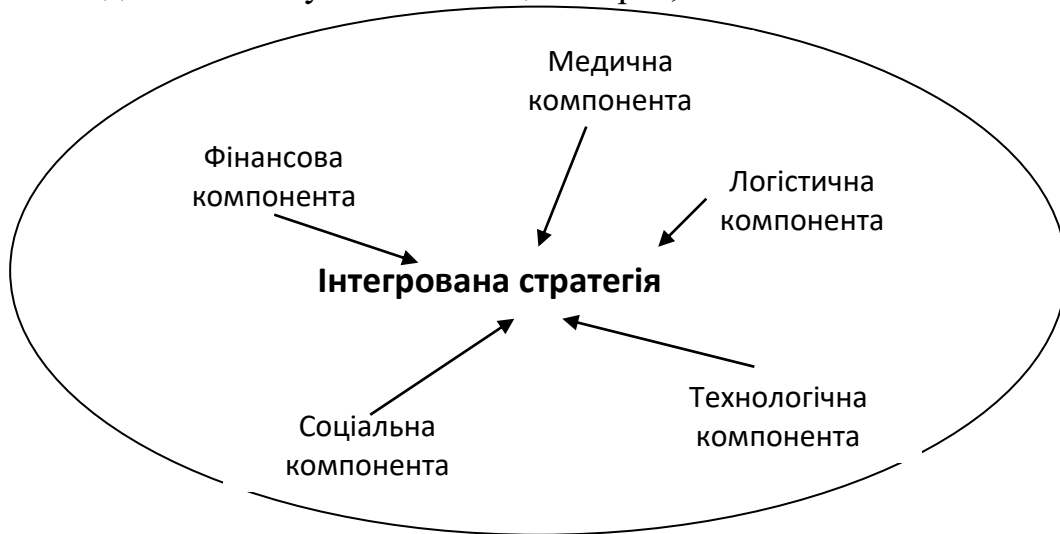 Медична
компонента
Фінансова
компонента
Логістична
компонента
Інтегрована стратегія
Технологічна
компонента
Соціальна
компонента